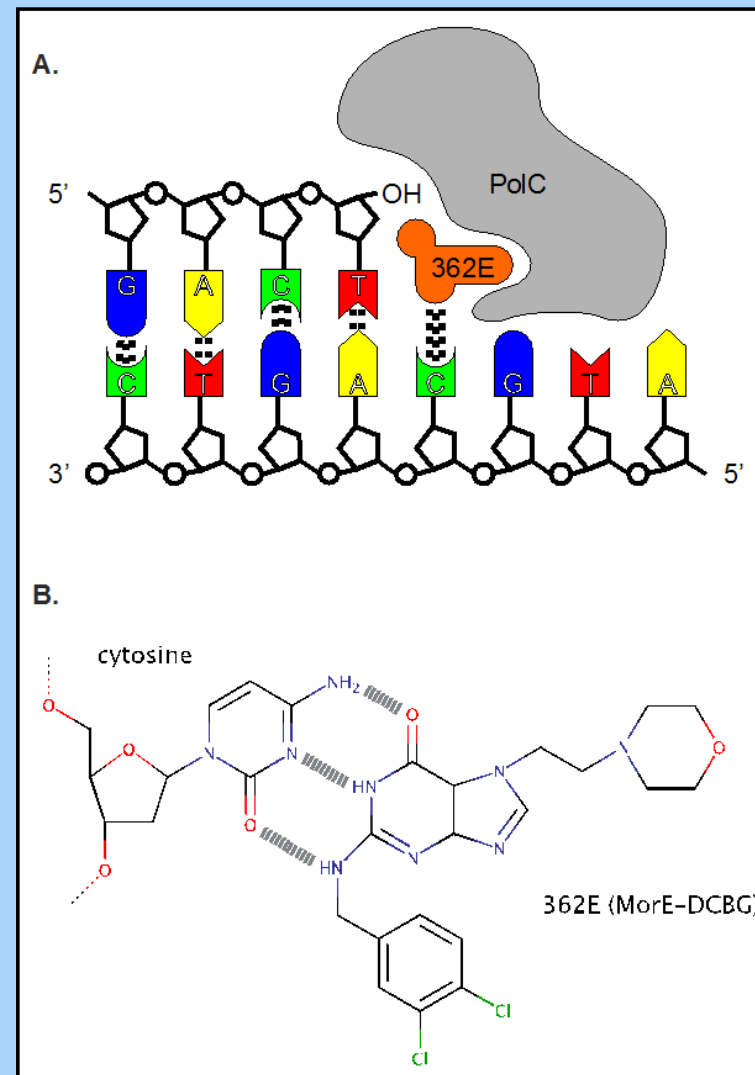 A.
5' OH PolC
362E
G A C T
C T G A C G T A
3' 5'
B.
cytosine
NH₂
O O
O N O
N HN N N
O HN N N
O 362E (MorE-DCBG)
Cl
Cl